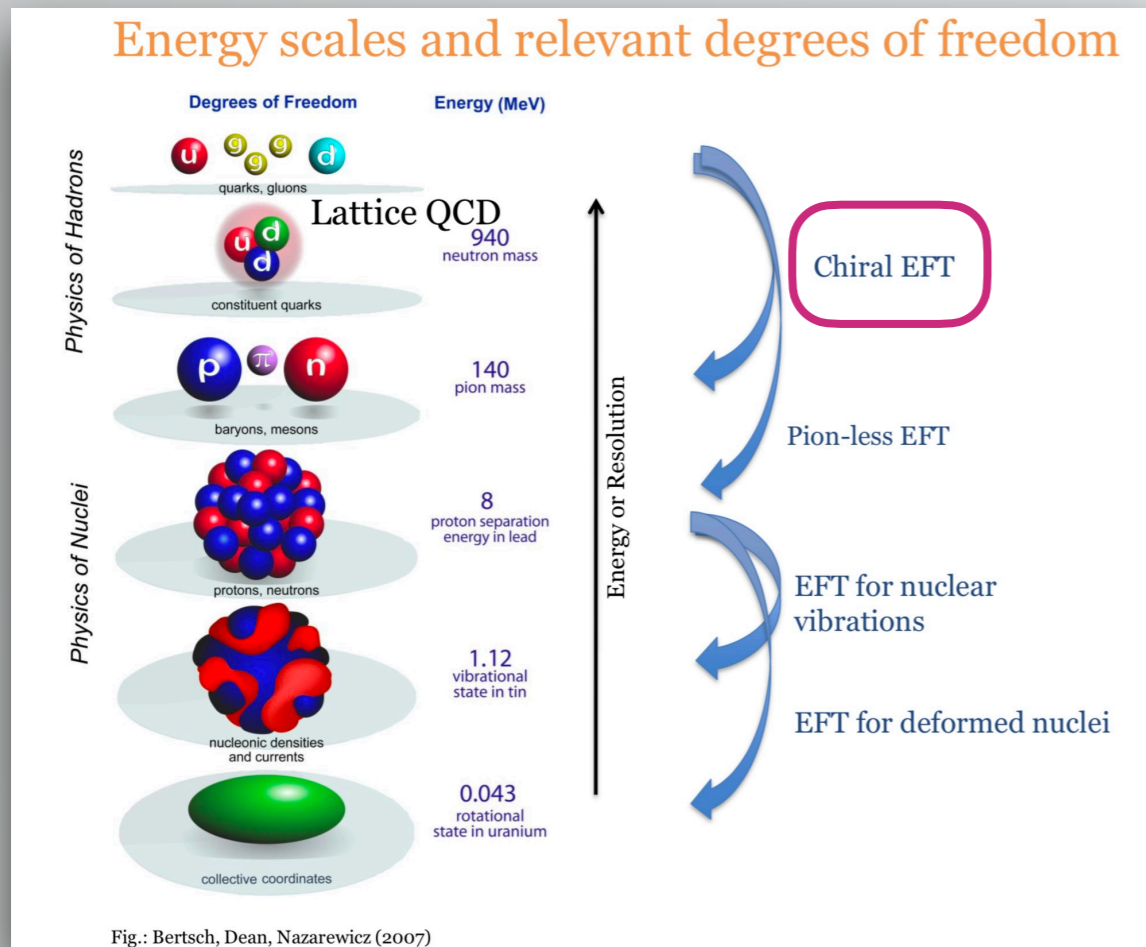 Energy scales and relevant degrees of freedom
Degrees of Freedom
Energy (MeV)
Physics of Hadrons
u g g g d
quarks, gluons
Lattice QCD
u d d
940
neutron mass
constituent quarks
p π n
140
pion mass
baryons, mesons
Physics of Nuclei
8
proton separation
energy in lead
protons, neutrons
1.12
vibrational
state in tin
nucleonic densities
and currents
0.043
rotational
state in uranium
collective coordinates
Energy or Resolution
Chiral EFT
Pion-less EFT
EFT for nuclear
vibrations
EFT for deformed nuclei
Fig.: Bertsch, Dean, Nazarewicz (2007)